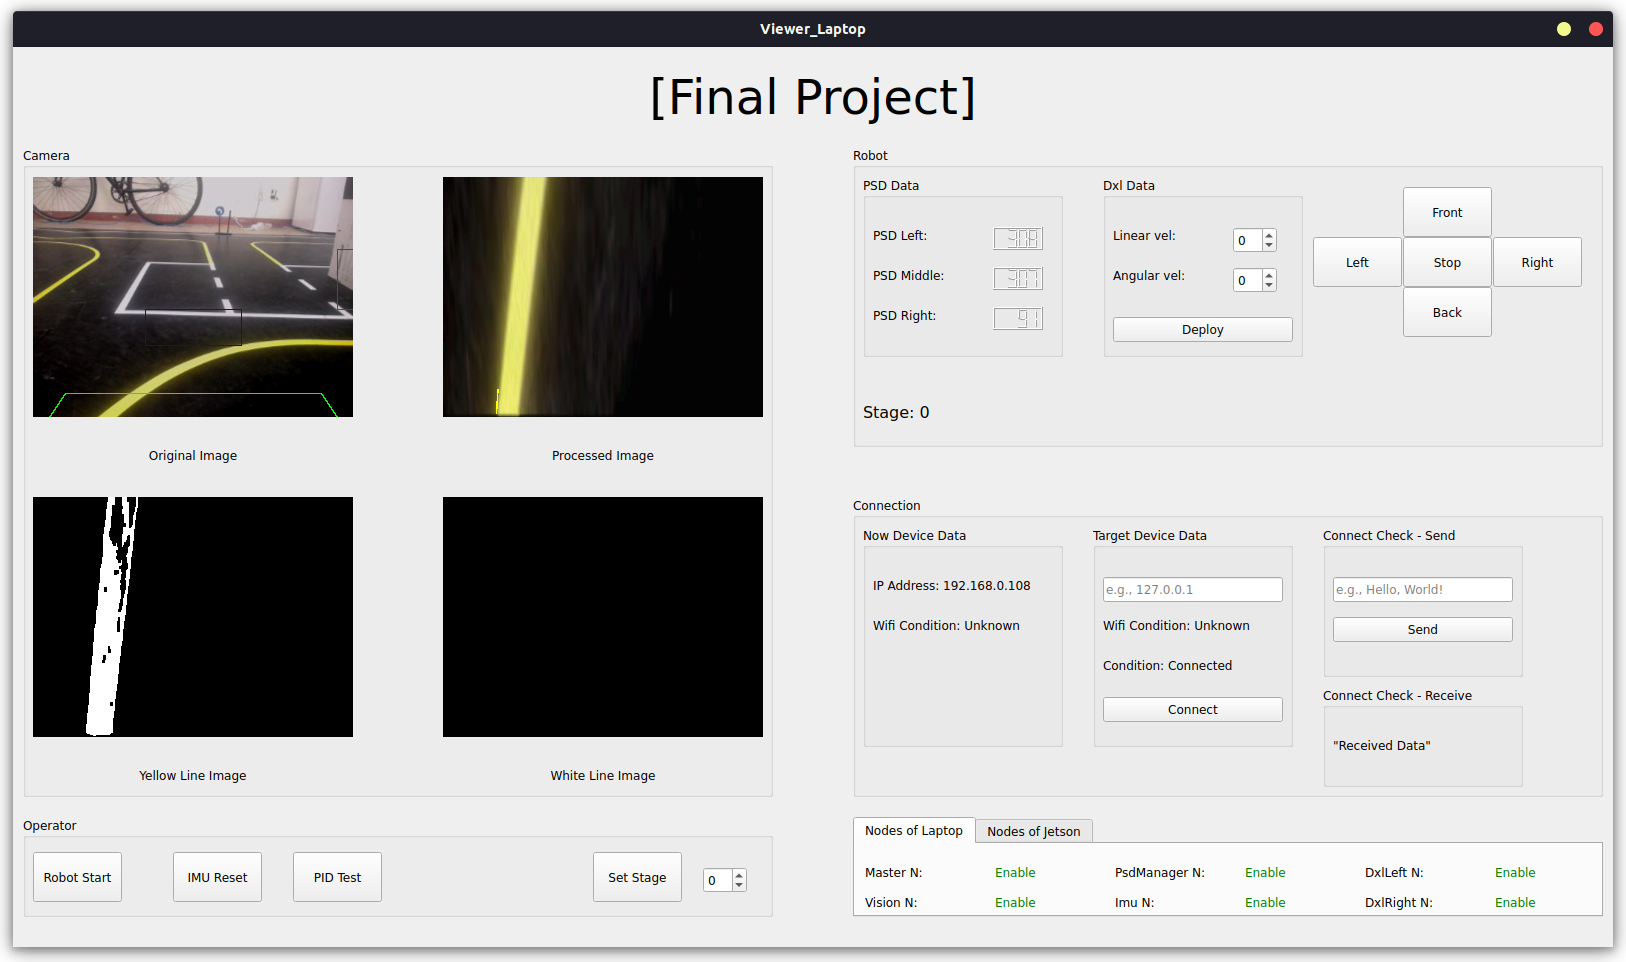 Viewer_Laptop
[Final Project]
Camera
Original Image
Processed Image
Yellow Line Image
White Line Image
Operator
Robot Start
IMU Reset
PID Test
Set Stage
0
Robot
PSD Data
PSD Left:
PSD Middle:
PSD Right:
91
Dxl Data
Linear vel:
0
Angular vel:
0
Deploy
Front
Left
Stop
Right
Back
Stage: 0
Connection
Now Device Data
IP Address: 192.168.0.108
Wifi Condition: Unknown
Target Device Data
e.g., 127.0.0.1
Wifi Condition: Unknown
Condition: Connected
Connect
Connect Check - Send
e.g., Hello, World!
Send
Connect Check - Receive
"Received Data"
Nodes of Laptop
Nodes of Jetson
Master N: Enable PsdManager N: Enable DxlLeft N: Enable
Vision N: Enable Imu N: Enable DxlRight N: Enable